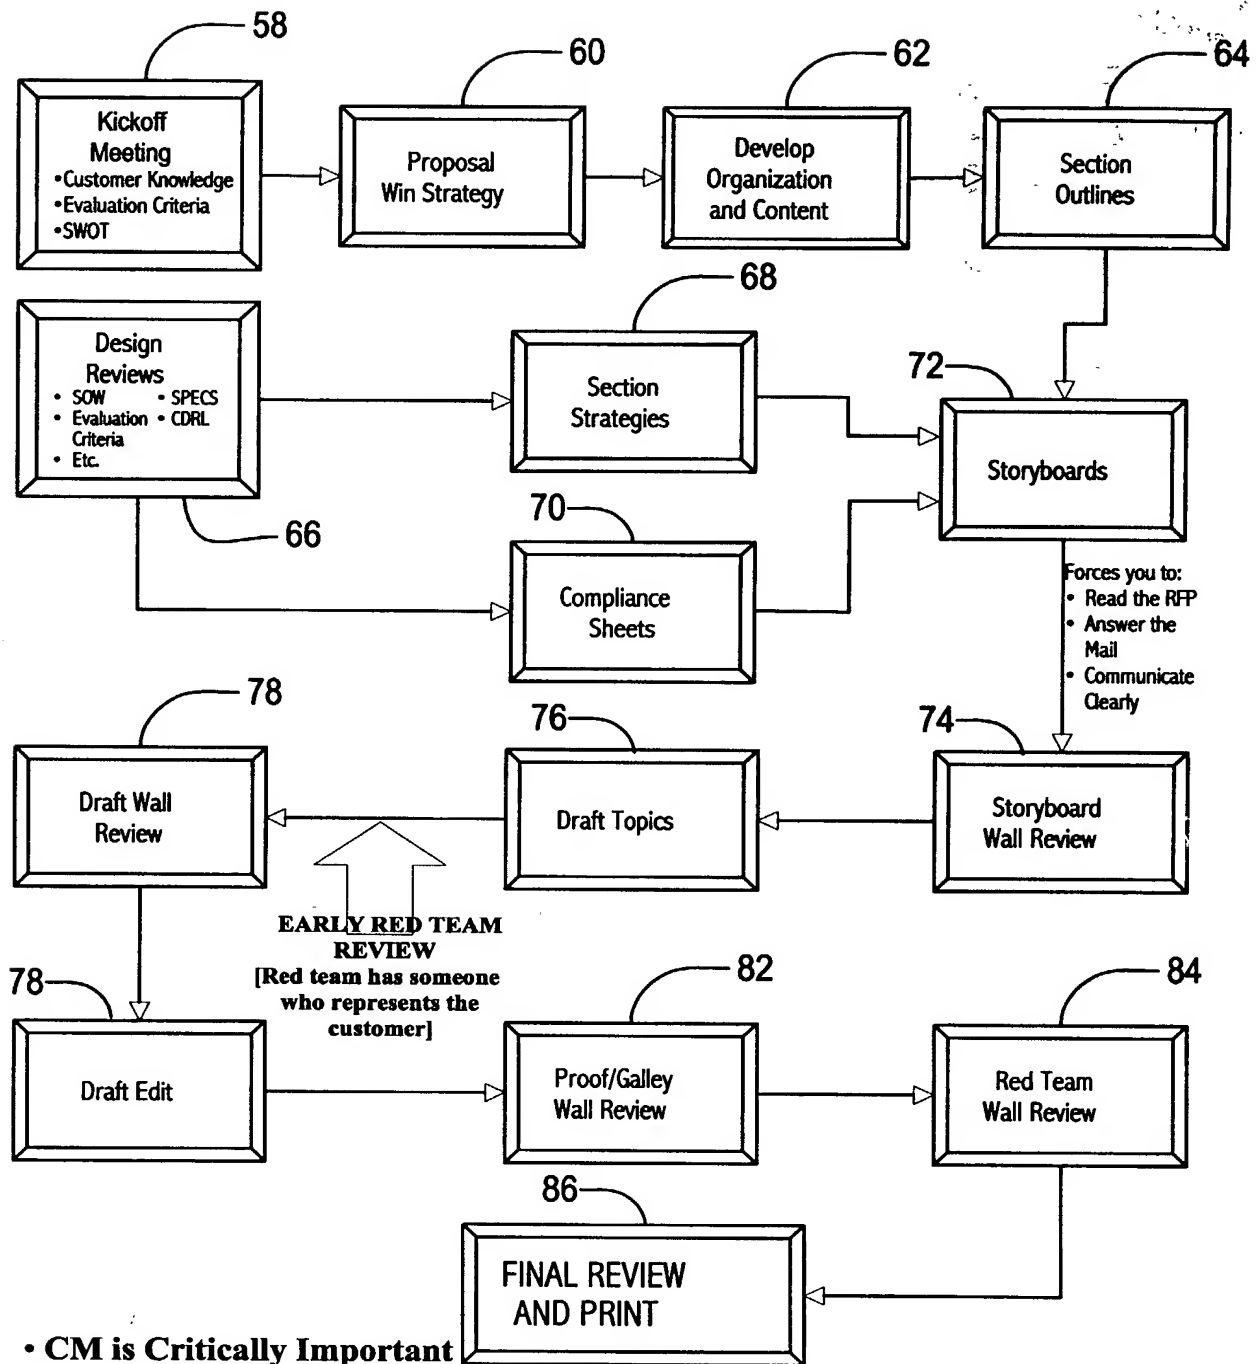 58
60
62
64
Kickoff
Meeting
•Customer Knowledge
•Evaluation Criteria
•SWOT
Proposal
Win Strategy
Develop
Organization
and Content
Section
Outlines
68
72
Design
Reviews
• SOW • SPECS
• Evaluation • CDRL
Criteria
• Etc.
Section
Strategies
Storyboards
66
70
Compliance
Sheets
Forces you to:
• Read the RFP
• Answer the
Mail
• Communicate
Clearly
78
76
74
Draft Wall
Review
Draft Topics
Storyboard
Wall Review
EARLY RED TEAM
REVIEW
[Red team has someone
who represents the
customer]
78
82
84
Draft Edit
Proof/Galley
Wall Review
Red Team
Wall Review
86
FINAL REVIEW
AND PRINT
• CM is Critically Important